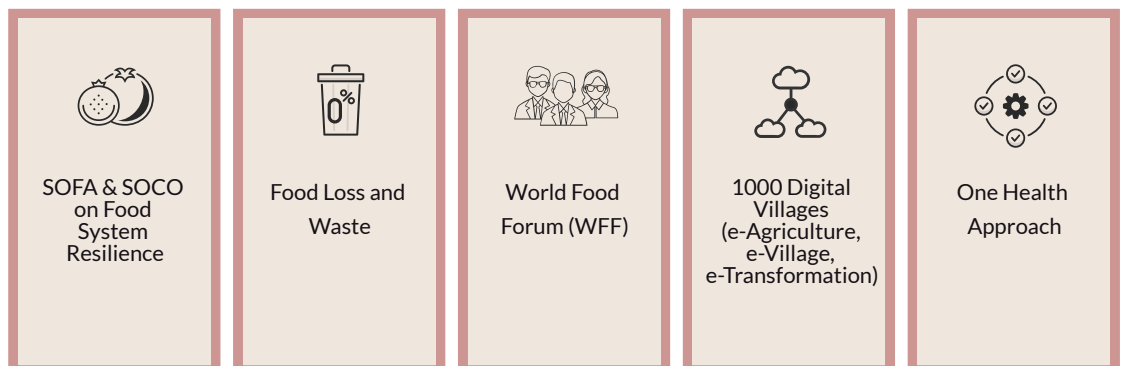 SOFA & SOCO
on Food
System
Resilience
0 %
Food Loss and
Waste
World Food
Forum (WFF)
1000 Digital
Villages
(e-Agriculture,
e-Village,
e-Transformation)
One Health
Approach